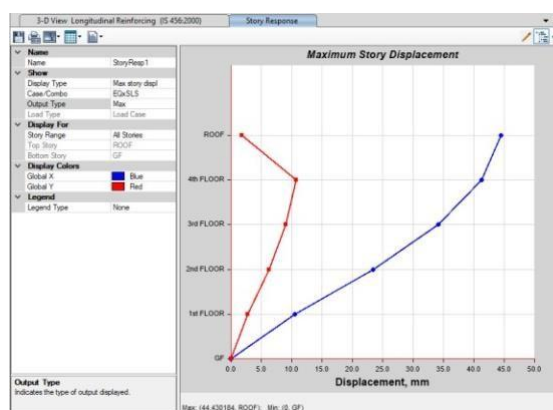 3-D View Longitudinal Reinforcing (IS 456:2000)
Story Response
Name
Name StoryResp1
Show
Display Type Max story displ
Case/Combo EQxSLS
Output Type Max
Load Type Load Case
Display For
Story Range All Stories
Top Story ROOF
Bottom Story GF
Display Colors
Global X Blue
Global Y Red
Legend
Legend Type None
Output Type
Indicates the type of output displayed.
Maximum Story Displacement
ROOF
4th FLOOR
3rd FLOOR
2nd FLOOR
1st FLOOR
GF
0.0 5.0 10.0 15.0 20.0 25.0 30.0 35.0 40.0 45.0 50.0
Displacement, mm
Max: (44.430184, ROOF); Min: (0, GF)